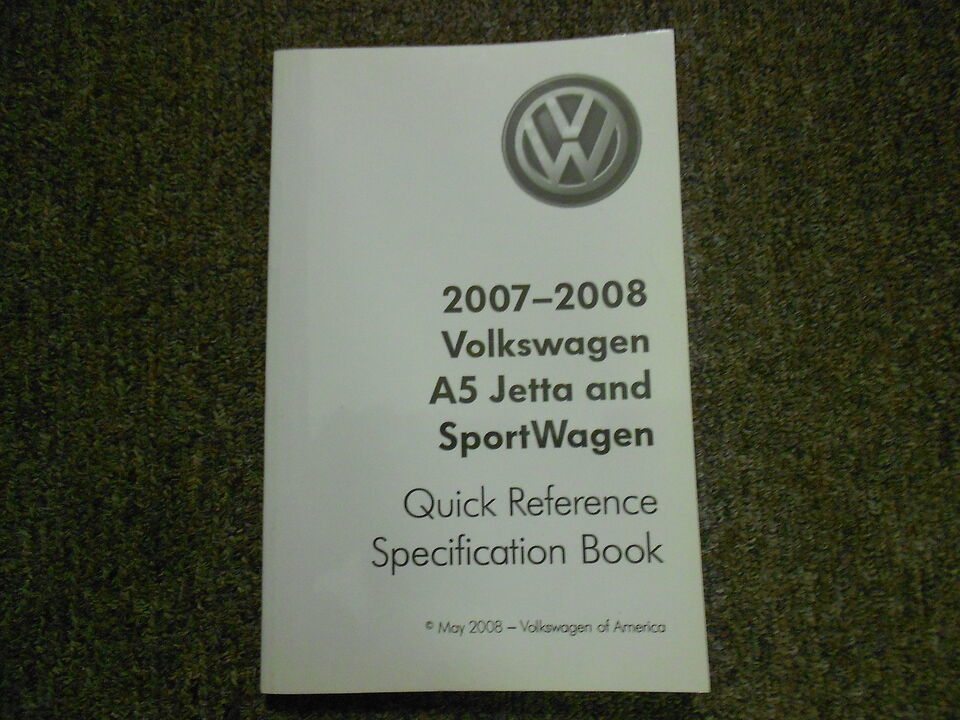 2007–2008
Volkswagen
A5 Jetta and
SportWagen
Quick Reference
Specification Book
© May 2008 – Volkswagen of America